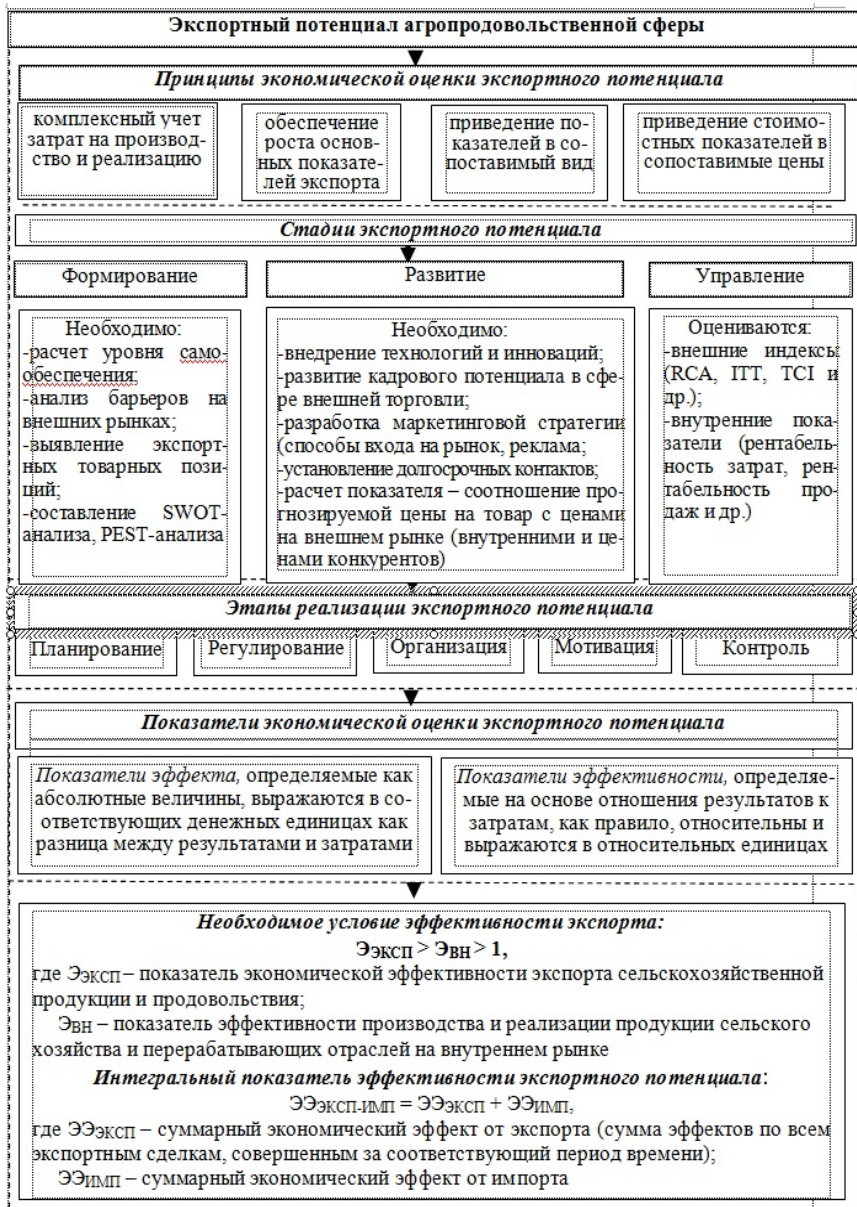 Экспортный потенциал агропродовольственной сферы
Принципы экономической оценки экспортного потенциала
комплексный учет
затрат на производ-
ство и реализацию
обеспечение
роста основ-
ных показате-
лей экспорта
приведение по-
казателей в со-
поставимый вид
приведение стоимо-
стных показателей в
сопоставимые цены
Стадии экспортного потенциала
Формирование
Необходимо:
-расчет уровня само-
обеспечения;
-анализ барьеров на
внешних рынках;
-выявление экспорт-
ных товарных пози-
ций;
-составление SWOT-
анализа, PEST-анализа
Развитие
Необходимо:
-внедрение технологий и инноваций;
-развитие кадрового потенциала в сфе-
ре внешней торговли;
-разработка маркетинговой стратегии
(способы входа на рынок, реклама;
-установление долгосрочных контактов;
-расчет показателя – соотношение про-
гнозируемой цены на товар с ценами
на внешнем рынке (внутренними и це-
нами конкурентов)
Управление
Оцениваются:
-внешние индексы
(RCA, ITT, TCI и
др.);
-внутренние пока-
затели (рентабель-
ность затрат, рен-
табельность про-
даж и др.)
Этапы реализации экспортного потенциала
Планирование
Регулирование
Организация
Мотивация
Контроль
Показатели экономической оценки экспортного потенциала
Показатели эффекта, определяемые как
абсолютные величины, выражаются в со-
ответствующих денежных единицах как
разница между результатами и затратами
Показатели эффективности, определяе-
мые на основе отношения результатов к
затратам, как правило, относительны и
выражаются в относительных единицах
Необходимое условие эффективности экспорта:
ЭЭКСП > ЭВН > 1,
где ЭЭКСП – показатель экономической эффективности экспорта сельскохозяйственной
продукции и продовольствия;
ЭВН – показатель эффективности производства и реализации продукции сельского
хозяйства и перерабатывающих отраслей на внутреннем рынке
Интегральный показатель эффективности экспортного потенциала:
ЭЭЭКСП-ИМП = ЭЭЭКСП + ЭЭИМП,
где ЭЭЭКСП – суммарный экономический эффект от экспорта (сумма эффектов по всем
экспортным сделкам, совершенным за соответствующий период времени);
ЭЭИМП – суммарный экономический эффект от импорта